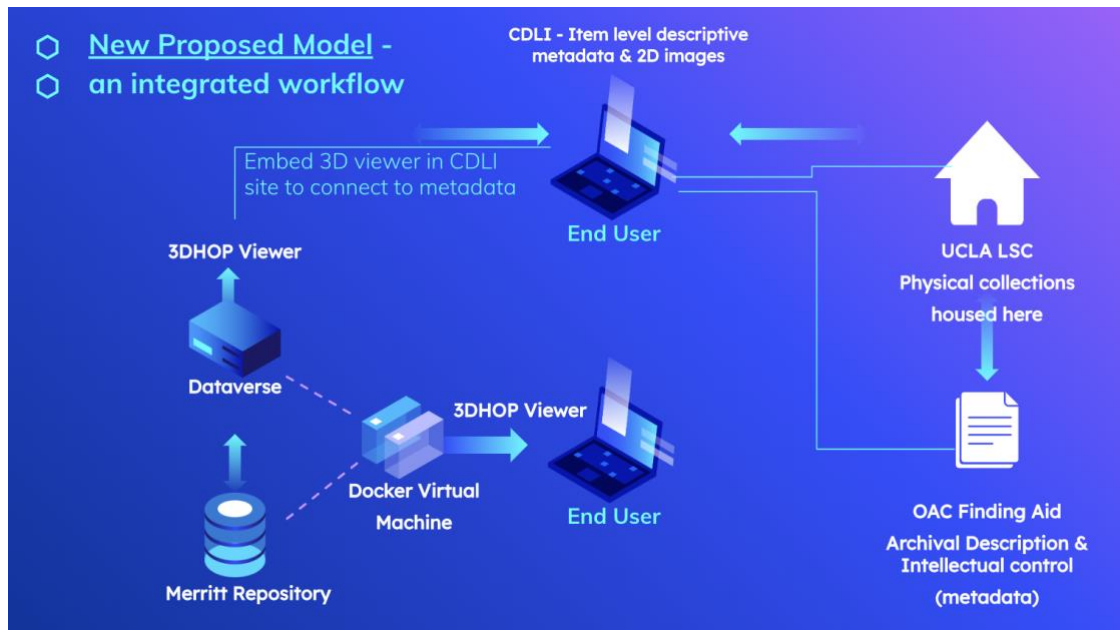 New Proposed Model -
an integrated workflow
CDLI - Item level descriptive
metadata & 2D images
Embed 3D viewer in CDLI
site to connect to metadata
End User
3DHOP Viewer
UCLA LSC
Physical collections
housed here
Dataverse
3DHOP Viewer
Docker Virtual
Machine
End User
Merritt Repository
OAC Finding Aid
Archival Description &
Intellectual control
(metadata)